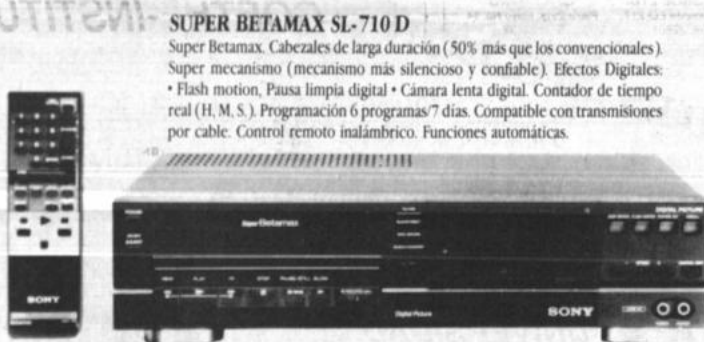 SUPER BETAMAX SL-710 D
Super Betamax. Cabezales de larga duración (50% más que los convencionales).
Super mecanismo (mecanismo más silencioso y confiable). Efectos Digitales:
• Flash motion, Pausa limpia digital • Cámara lenta digital. Contador de tiempo
real (H, M, S.). Programación 6 programas/7 días. Compatible con transmisiones
por cable. Control remoto inalámbrico. Funciones automáticas.
Super Betamax
SONY
Digital Picture
SONY